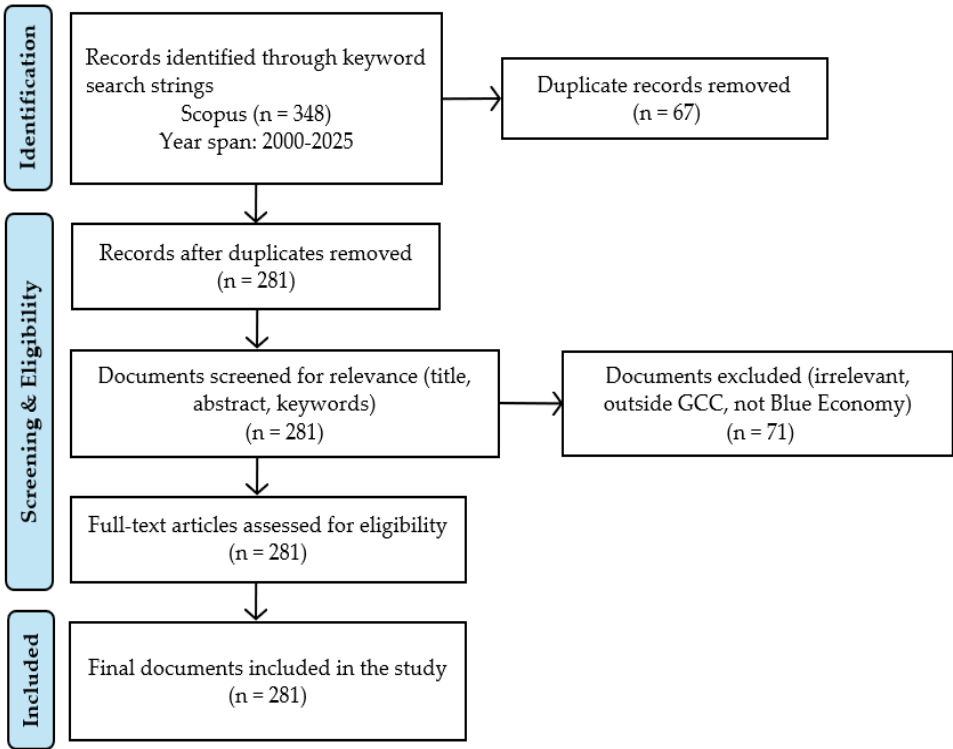 Identification
Records identified through keyword
search strings
Scopus (n = 348)
Year span: 2000-2025
Duplicate records removed
(n = 67)
Screening & Eligibility
Records after duplicates removed
(n = 281)
Documents screened for relevance (title,
abstract, keywords)
(n = 281)
Documents excluded (irrelevant,
outside GCC, not Blue Economy)
(n = 71)
Full-text articles assessed for eligibility
(n = 281)
Included
Final documents included in the study
(n = 281)